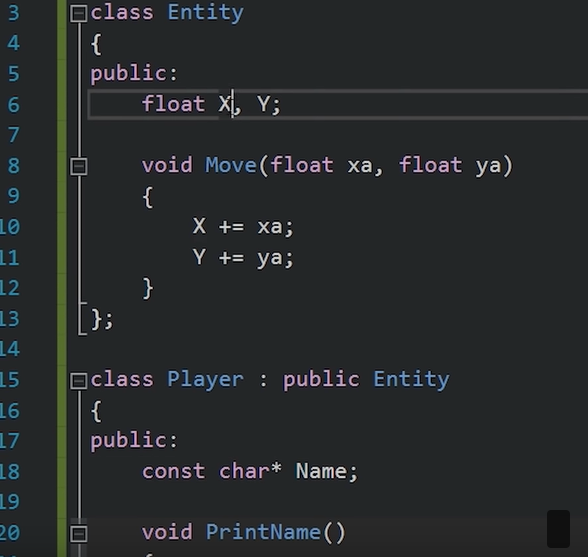 3 class Entity
4 {
5 public:
6 float X, Y;
7
8 void Move(float xa, float ya)
9 {
10 X += xa;
11 Y += ya;
12 }
13 };
14
15 class Player : public Entity
16 {
17 public:
18 const char* Name;
19
20 void PrintName()